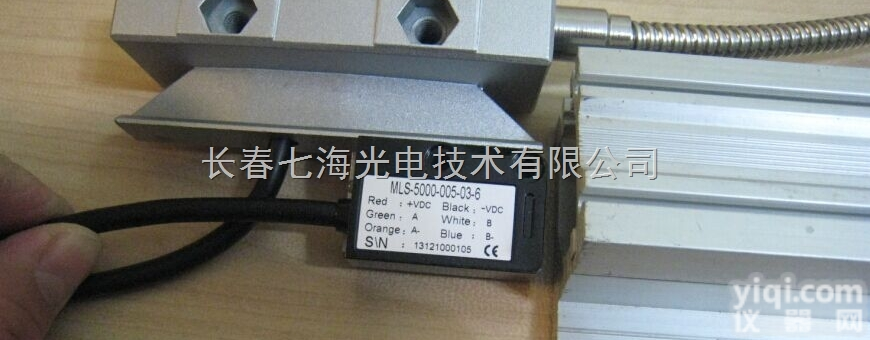 长春七海光电技术有限公司
MLS-5000-005-03-6
Red : +VDC Black : -VDC
Green : A White : B
Orange : A- Blue : B-
S\N : 13121000105 CE
yiqi.com
仪器网